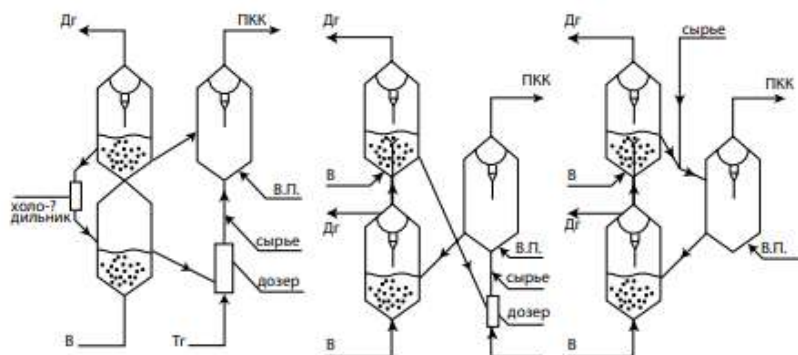 Дг
ПКК
холо-?
дильник
В.П.
сырье
дозер
В
Тг
Дг
ПКК
В
Дг
В.П.
сырье
дозер
В
Дг
сырье
ПКК
В
Дг
В.П.
В